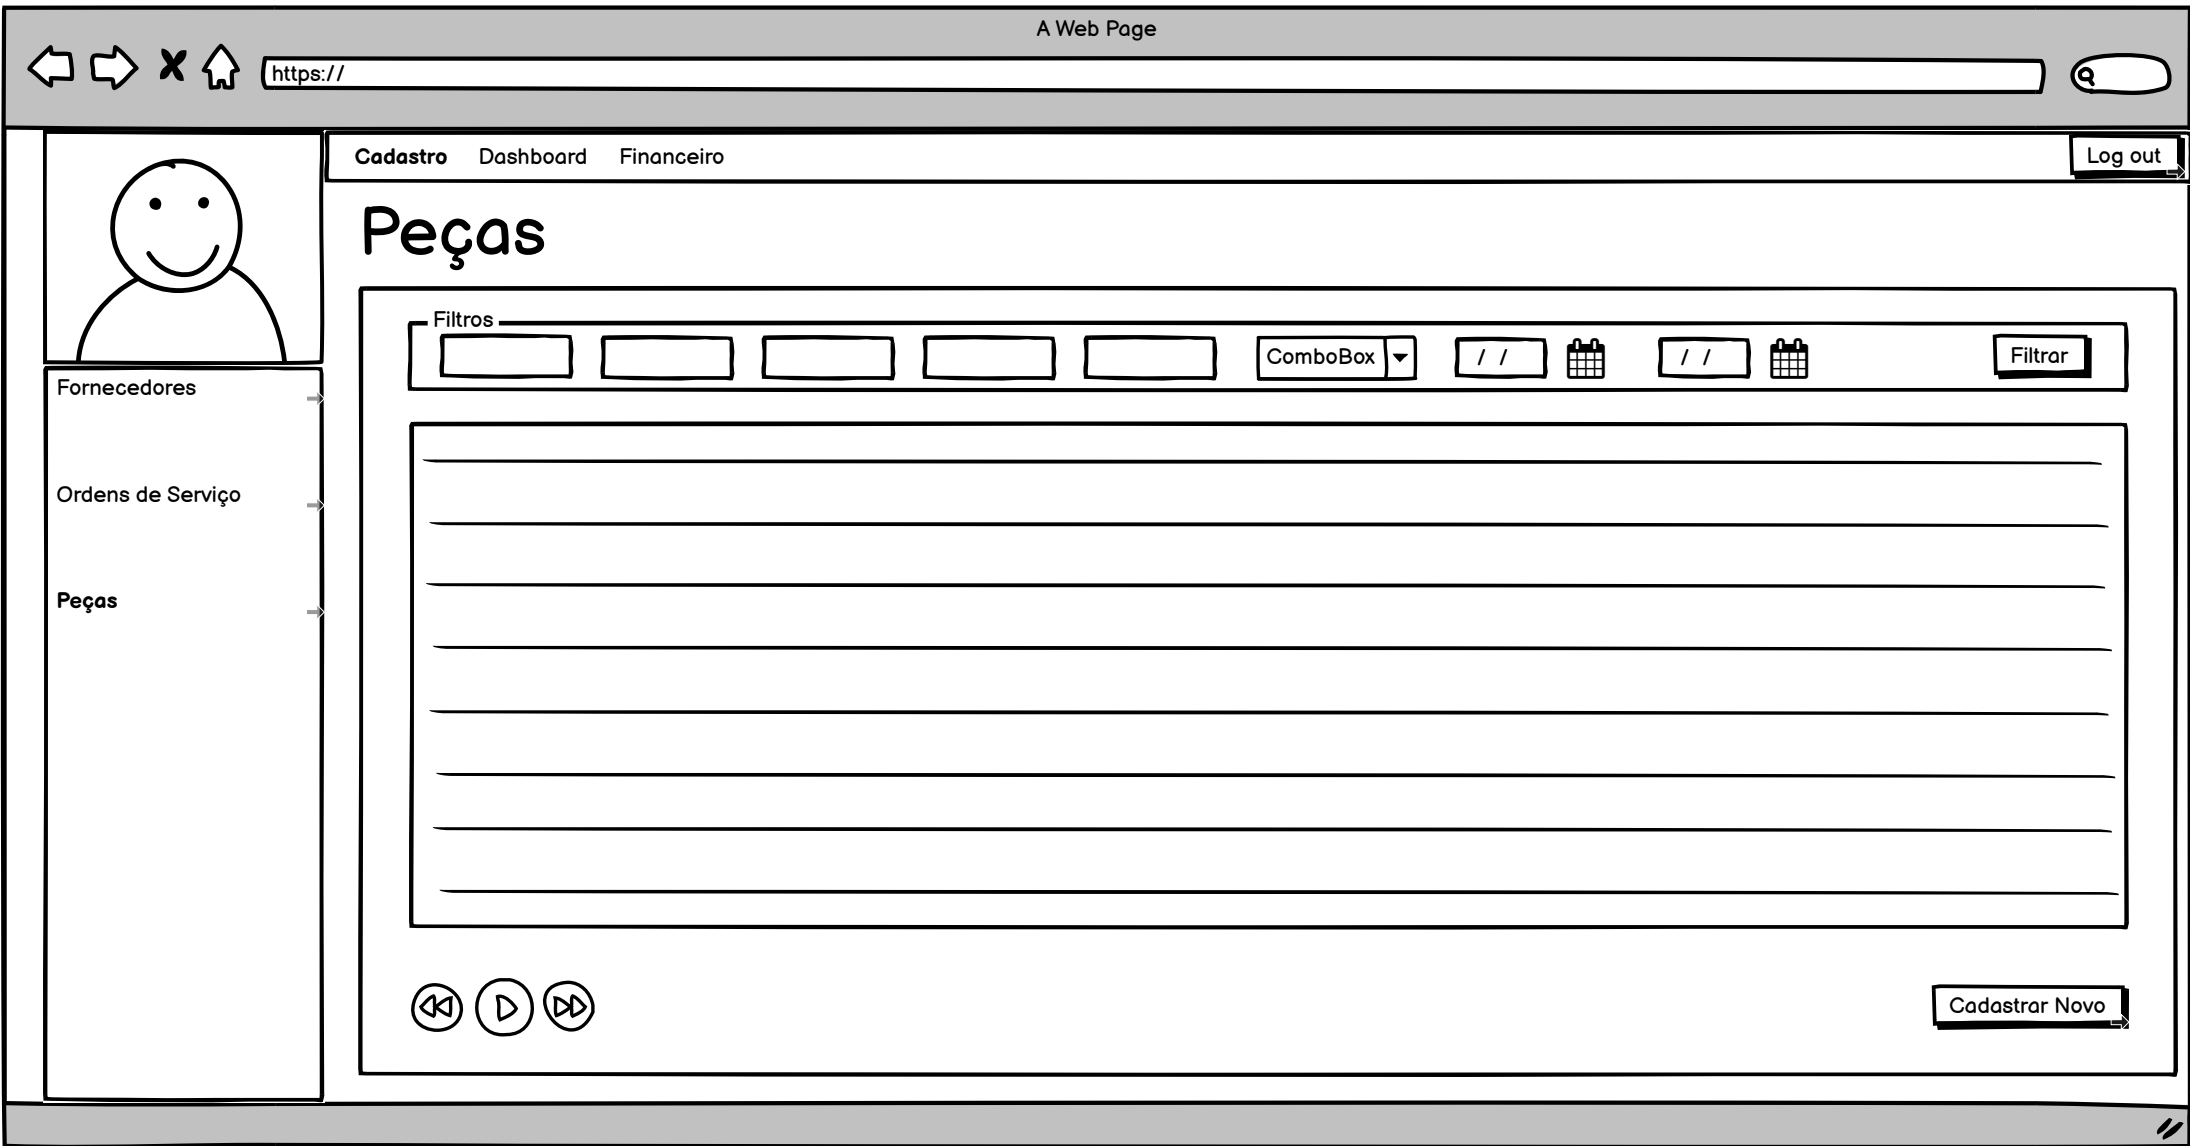 A Web Page
https://
Cadastro Dashboard Financeiro
Log out
Peças
Fornecedores
Ordens de Serviço
Peças
Filtros
ComboBox
/ /
/ /
Filtrar
Cadastrar Novo